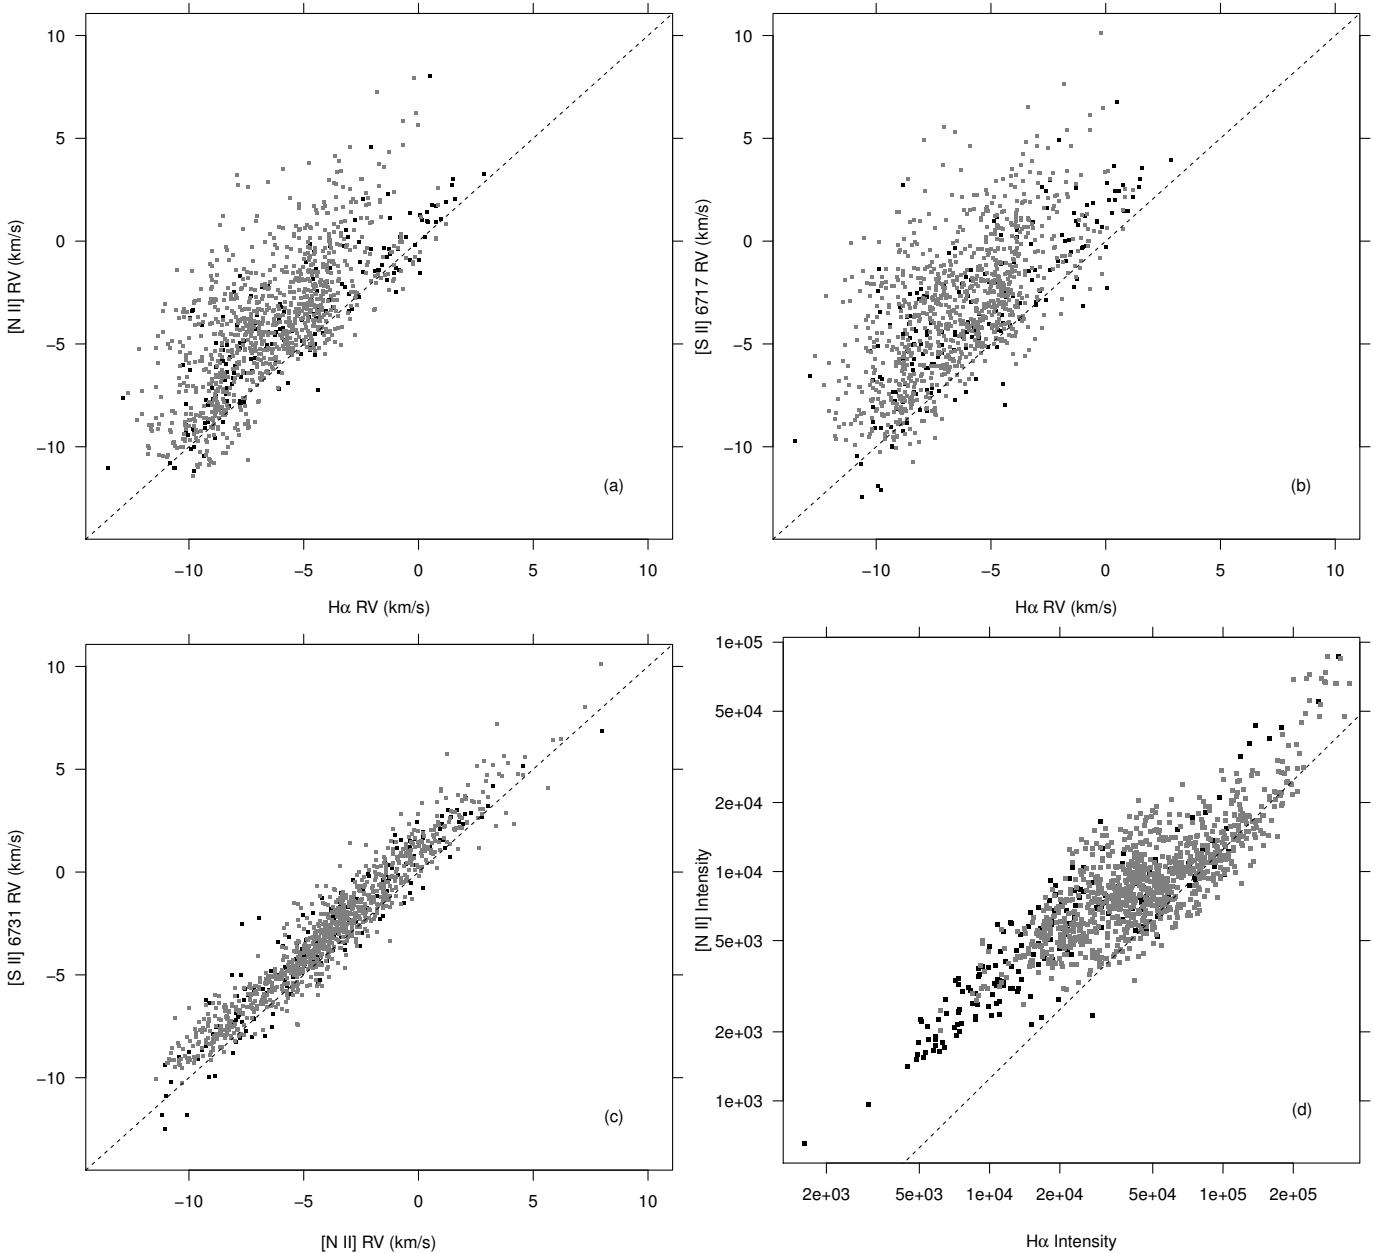 10
5
0
−5
−10
[N II] RV (km/s)
(a)
−10 −5 0 5 10
Hα RV (km/s)
10
5
0
−5
−10
[S II] 6717 RV (km/s)
(b)
−10 −5 0 5 10
Hα RV (km/s)
10
5
0
−5
−10
[S II] 6731 RV (km/s)
(c)
−10 −5 0 5 10
[N II] RV (km/s)
1e+05
5e+04
2e+04
1e+04
5e+03
2e+03
1e+03
[N II] Intensity
(d)
2e+03 5e+03 1e+04 2e+04 5e+04 1e+05 2e+05
Hα Intensity